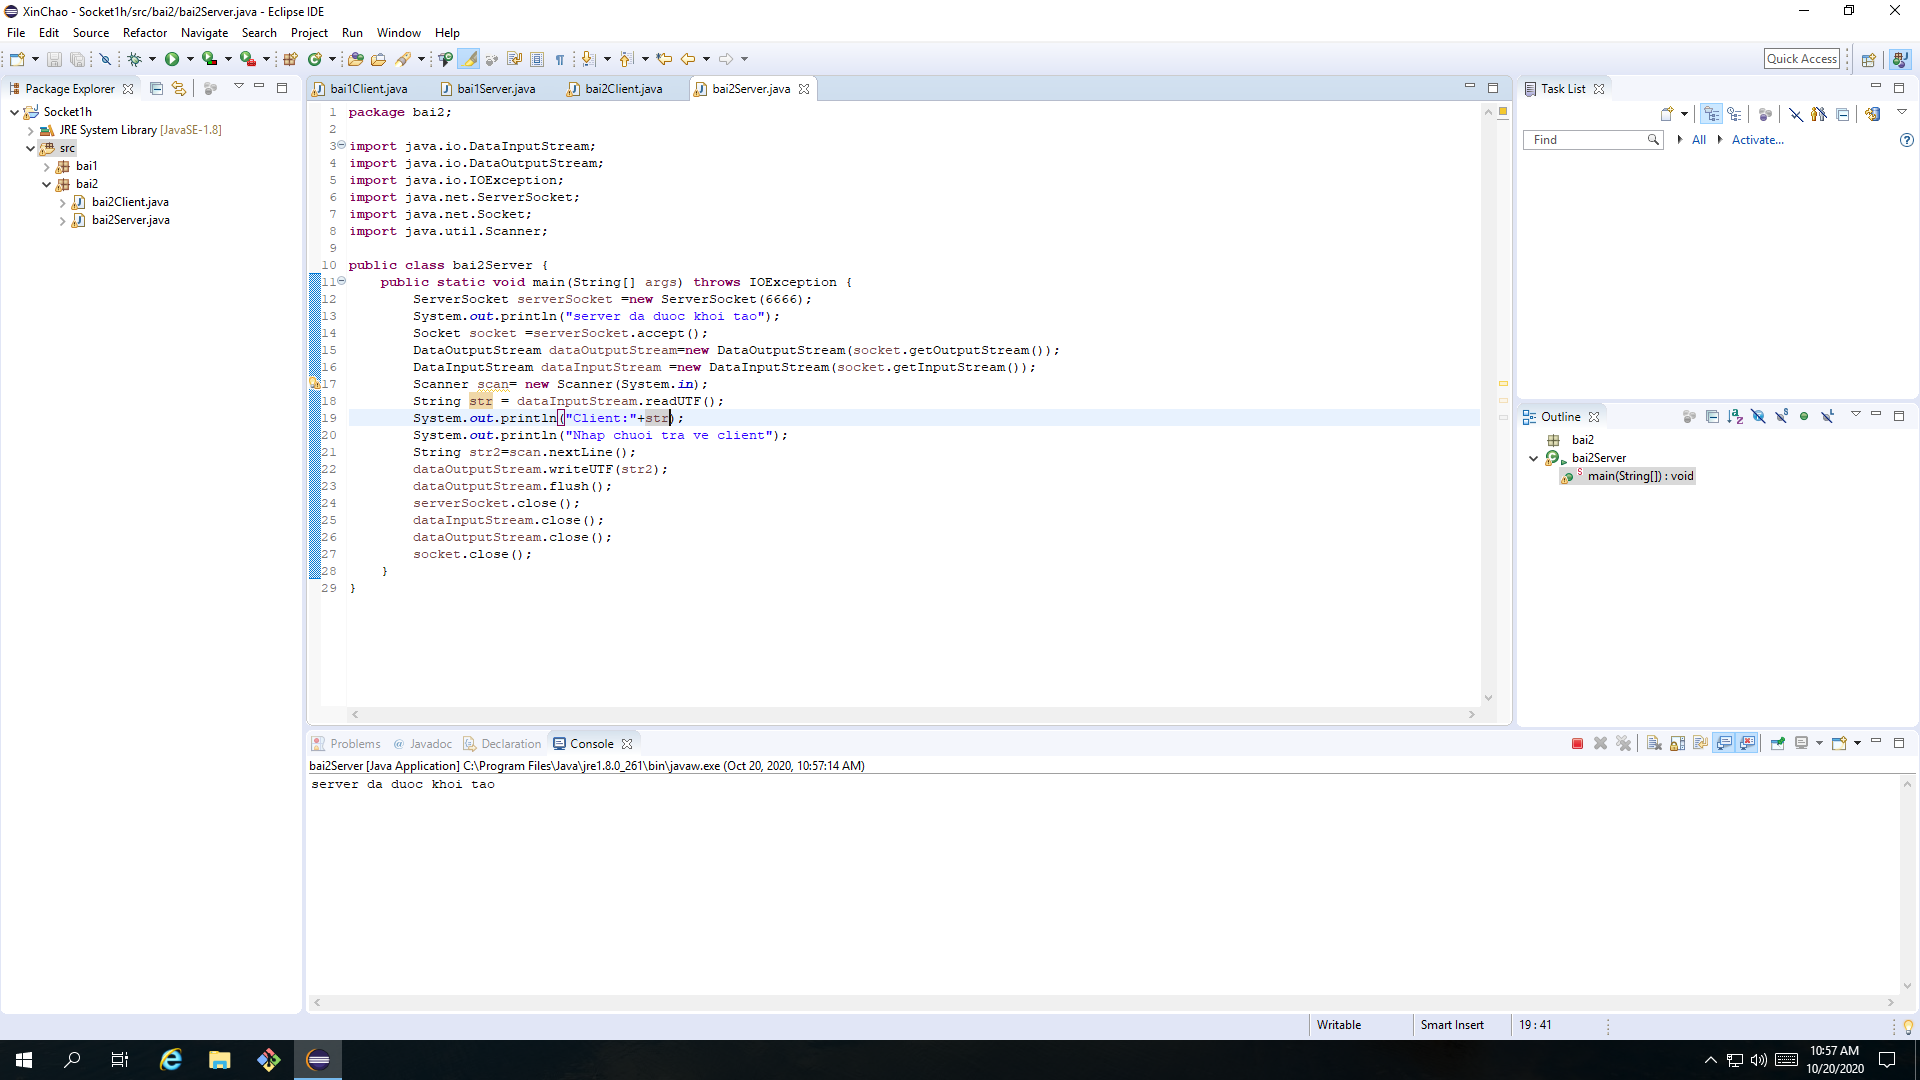 XinChao - Socket1h/src/bai2/bai2Server.java - Eclipse IDE
File Edit Source Refactor Navigate Search Project Run Window Help
Quick Access
Package Explorer
Socket1h
JRE System Library [JavaSE-1.8]
src
bai1
bai2
bai2Client.java
bai2Server.java
bai1Client.java bai1Server.java bai2Client.java bai2Server.java
1 package bai2;
2
3 import java.io.DataInputStream;
4 import java.io.DataOutputStream;
5 import java.io.IOException;
6 import java.net.ServerSocket;
7 import java.net.Socket;
8 import java.util.Scanner;
9
10 public class bai2Server {
11 public static void main(String[] args) throws IOException {
12 ServerSocket serverSocket =new ServerSocket(6666);
13 System.out.println("server da duoc khoi tao");
14 Socket socket =serverSocket.accept();
15 DataOutputStream dataOutputStream=new DataOutputStream(socket.getOutputStream());
16 DataInputStream dataInputStream =new DataInputStream(socket.getInputStream());
17 Scanner scan= new Scanner(System.in);
18 String str = dataInputStream.readUTF();
19 System.out.println("Client:"+str);
20 System.out.println("Nhap chuoi tra ve client");
21 String str2=scan.nextLine();
22 dataOutputStream.writeUTF(str2);
23 dataOutputStream.flush();
24 serverSocket.close();
25 dataInputStream.close();
26 dataOutputStream.close();
27 socket.close();
28 }
29 }
Task List
Find All Activate...
Outline
bai2
bai2Server
main(String[]) : void
Problems @ Javadoc Declaration Console
bai2Server [Java Application] C:\Program Files\Java\jre1.8.0_261\bin\javaw.exe (Oct 20, 2020, 10:57:14 AM)
server da duoc khoi tao
Writable Smart Insert 19 : 41
10:57 AM
10/20/2020